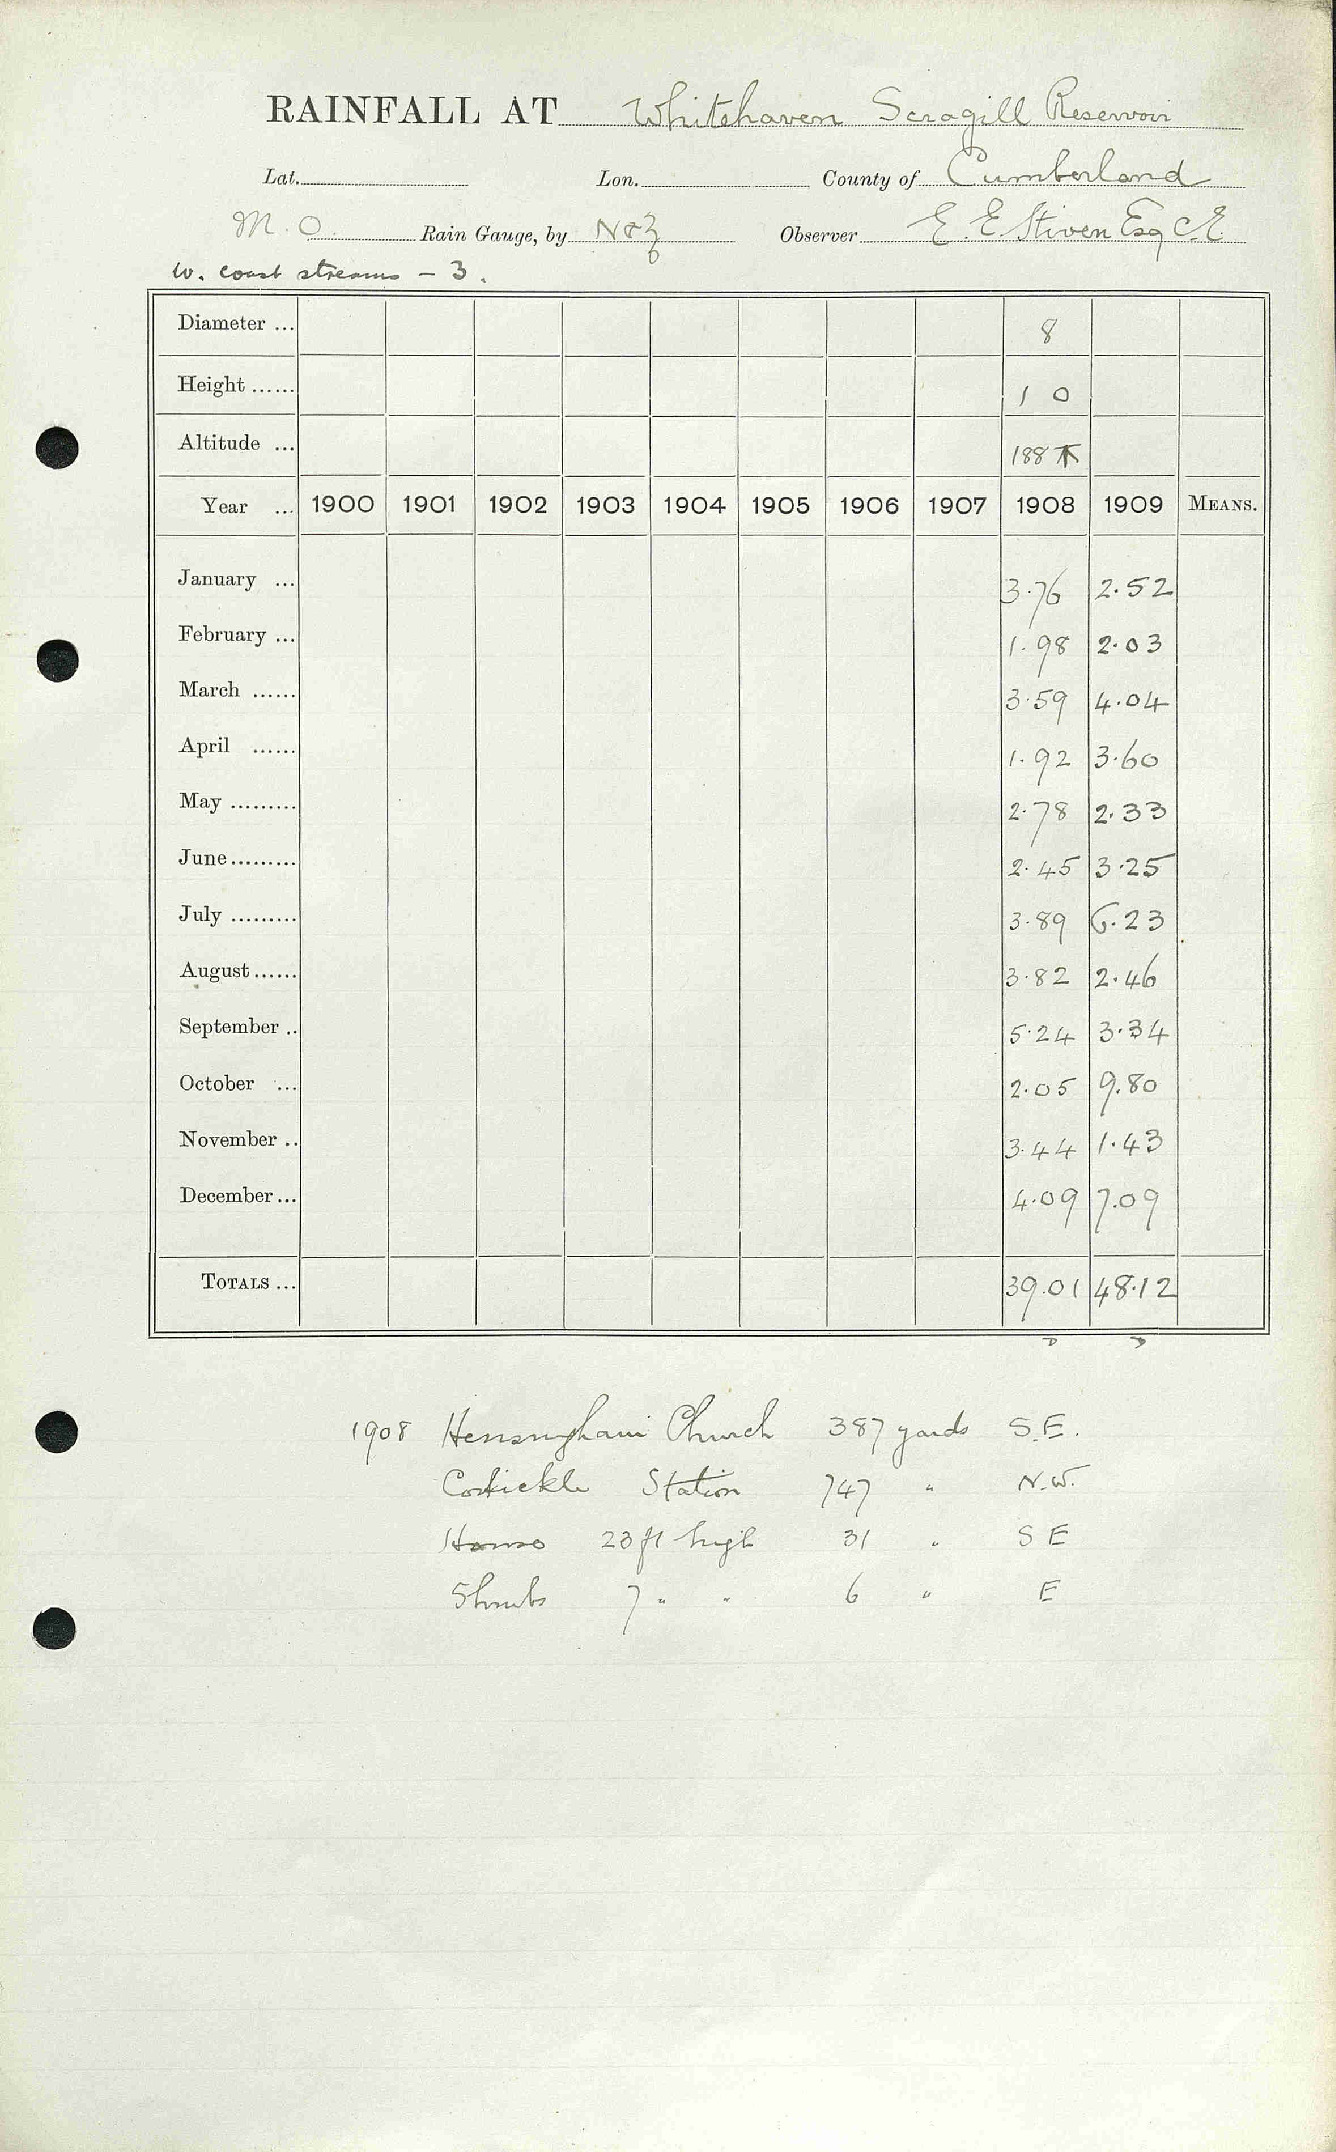 RAINFALL AT Whitehaven Scragill Reservoir
Lat. Lon. County of Cumberland
M.O. Rain Gauge, by N&Z Observer E. E. Stiven Esq C.E
W. coast streams - 3.
Diameter ... 8
Height ...... 1 0
Altitude ... 188
Year ... 1900 1901 1902 1903 1904 1905 1906 1907 1908 1909 MEANS.
January ... 3.76 2.52
February ... 1.98 2.03
March ...... 3.59 4.04
April ...... 1.92 3.60
May ......... 2.78 2.33
June......... 2.45 3.25
July ......... 3.89 6.23
August...... 3.82 2.46
September .. 5.24 3.34
October ... 2.05 9.80
November .. 3.44 1.43
December... 4.09 7.09
TOTALS ... 39.01 48.12
1908 Hensingham Church 387 yards S.E.
Corkickle Station 747 " N.W.
House 23 ft high 31 " S E
Shrubs 7 " " 6 " E